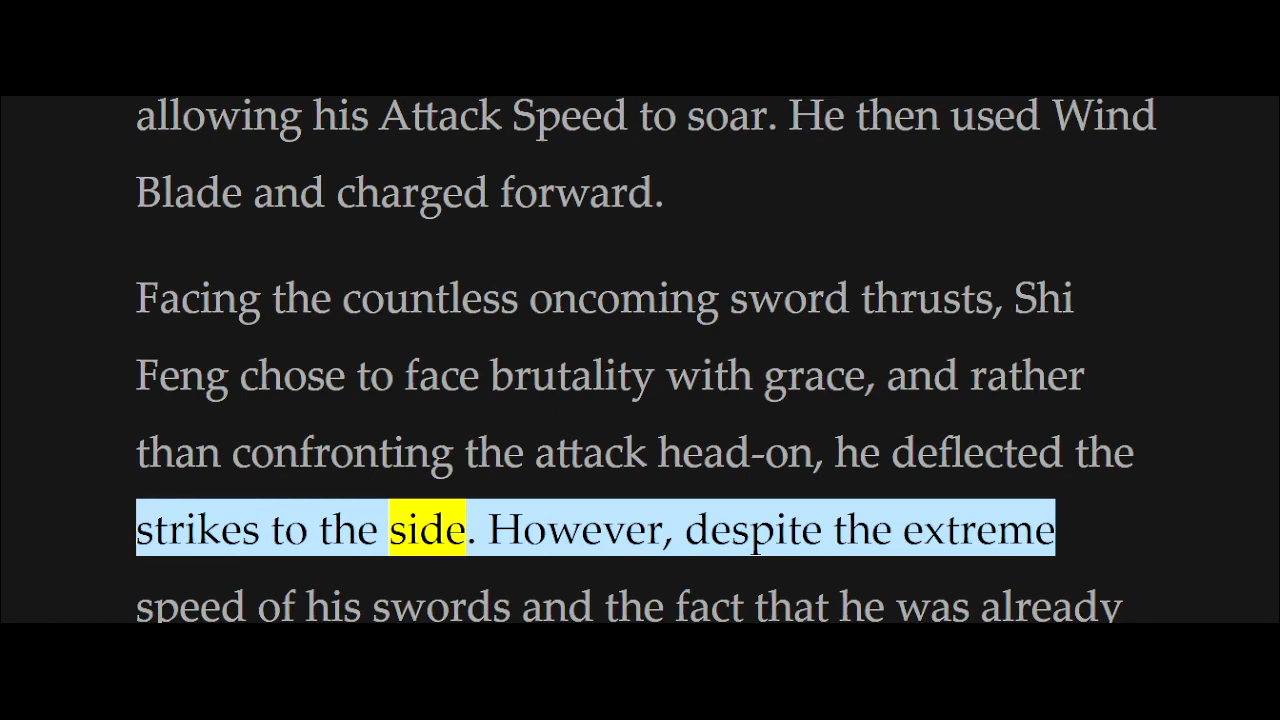 allowing his Attack Speed to soar. He then used Wind
Blade and charged forward.
Facing the countless oncoming sword thrusts, Shi
Feng chose to face brutality with grace, and rather
than confronting the attack head-on, he deflected the
strikes to the side. However, despite the extreme
speed of his swords and the fact that he was already